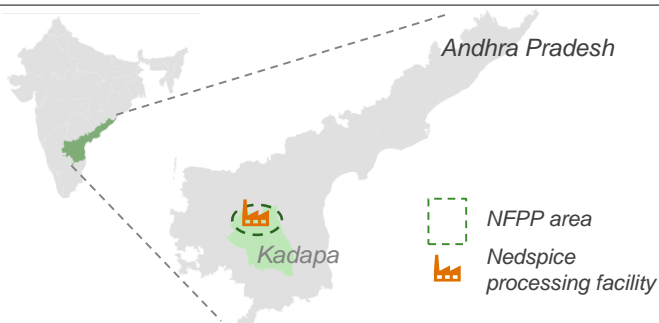 Andhra Pradesh
Kadapa
NFPP area
Nedspice
processing facility